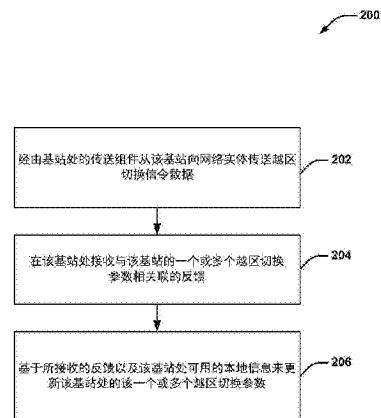 200
经由基站处的传送组件从该基站向网络实体传送越区
切换信令数据
202
在该基站处接收与该基站的一个或多个越区切换
参数相关联的反馈
204
基于所接收的反馈以及该基站处可用的本地信息来更
新该基站处的该一个或多个越区切换参数
206